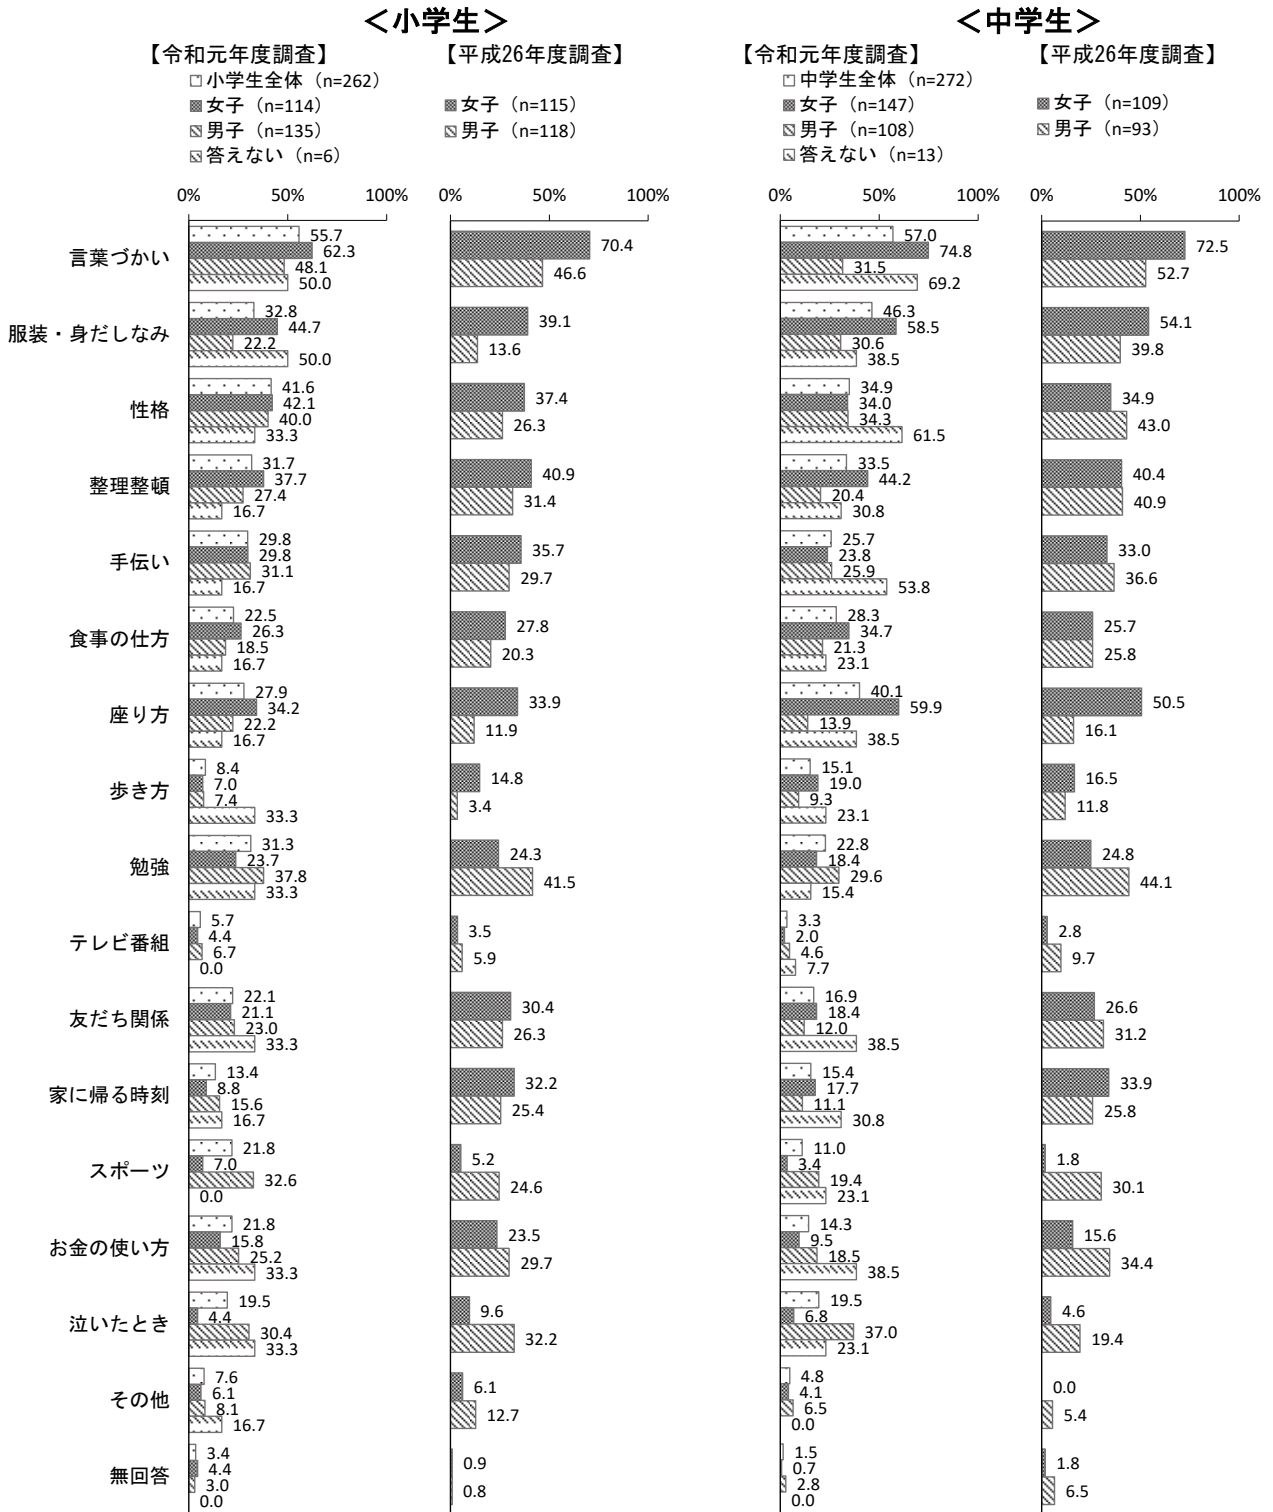 ＜小学生＞ ＜中学生＞
【令和元年度調査】 【平成26年度調査】 【令和元年度調査】 【平成26年度調査】
小学生全体（n=262） 中学生全体（n=272）
女子（n=114） 女子（n=115） 女子（n=147） 女子（n=109）
男子（n=135） 男子（n=118） 男子（n=108） 男子（n=93）
答えない（n=6） 答えない（n=13）
0% 50% 100% 0% 50% 100% 0% 50% 100% 0% 50% 100%
言葉づかい
55.7 62.3 48.1 50.0
70.4 46.6
57.0 74.8 31.5 69.2
72.5 52.7
服装・身だしなみ
32.8 44.7 22.2 50.0
39.1 13.6
46.3 58.5 30.6 38.5
54.1 39.8
性格
41.6 42.1 40.0 33.3
37.4 26.3
34.9 34.0 34.3 61.5
34.9 43.0
整理整頓
31.7 37.7 27.4 16.7
40.9 31.4
33.5 44.2 20.4 30.8
40.4 40.9
手伝い
29.8 29.8 31.1 16.7
35.7 29.7
25.7 23.8 25.9 53.8
33.0 36.6
食事の仕方
22.5 26.3 18.5 16.7
27.8 20.3
28.3 34.7 21.3 23.1
25.7 25.8
座り方
27.9 34.2 22.2 16.7
33.9 11.9
40.1 59.9 13.9 38.5
50.5 16.1
歩き方
8.4 7.0 7.4 33.3
14.8 3.4
15.1 19.0 9.3 23.1
16.5 11.8
勉強
31.3 23.7 37.8 33.3
24.3 41.5
22.8 18.4 29.6 15.4
24.8 44.1
テレビ番組
5.7 4.4 6.7 0.0
3.5 5.9
3.3 2.0 4.6 7.7
2.8 9.7
友だち関係
22.1 21.1 23.0 33.3
30.4 26.3
16.9 18.4 12.0 38.5
26.6 31.2
家に帰る時刻
13.4 8.8 15.6 16.7
32.2 25.4
15.4 17.7 11.1 30.8
33.9 25.8
スポーツ
21.8 7.0 32.6 0.0
5.2 24.6
11.0 3.4 19.4 23.1
1.8 30.1
お金の使い方
21.8 15.8 25.2 33.3
23.5 29.7
14.3 9.5 18.5 38.5
15.6 34.4
泣いたとき
19.5 4.4 30.4 33.3
9.6 32.2
19.5 6.8 37.0 23.1
4.6 19.4
その他
7.6 6.1 8.1 16.7
6.1 12.7
4.8 4.1 6.5 0.0
0.0 5.4
無回答
3.4 4.4 3.0 0.0
0.9 0.8
1.5 0.7 2.8 0.0
1.8 6.5